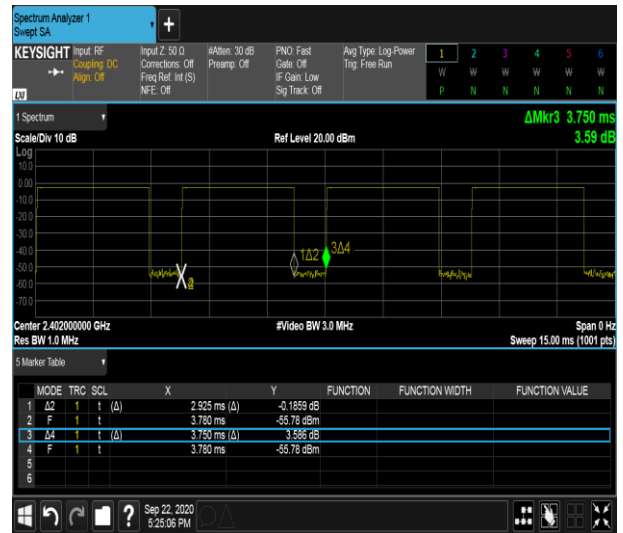 Spectrum Analyzer 1
Swept SA
KEYSIGHT Input: RF Input Z: 50 Ω #Atten: 30 dB PNO: Fast Avg Type: Log-Power 1 2 3 4 5 6
Coupling: DC Corrections: Off Preamp: Off Gate: Off Trig: Free Run W W W W W W
Align: Off Freq Ref: Int (S) IF Gain: Low P N N N N N
LXI NFE: Off Sig Track: Off
1 Spectrum ΔMkr3 3.750 ms
Scale/Div 10 dB Ref Level 20.00 dBm 3.59 dB
Log
10.0
0.00
-10.0
-20.0
-30.0
-40.0
1Δ2 3Δ4
-50.0
X
-60.0
-70.0
Center 2.402000000 GHz #Video BW 3.0 MHz Span 0 Hz
Res BW 1.0 MHz Sweep 15.00 ms (1001 pts)
5 Marker Table
MODE TRC SCL X Y FUNCTION FUNCTION WIDTH FUNCTION VALUE
1 Δ2 1 t (Δ) 2.925 ms (Δ) -0.1859 dB
2 F 1 t 3.780 ms -55.78 dBm
3 Δ4 1 t (Δ) 3.750 ms (Δ) 3.586 dB
4 F 1 t 3.780 ms -55.78 dBm
5
6
? Sep 22, 2020
5:25:06 PM